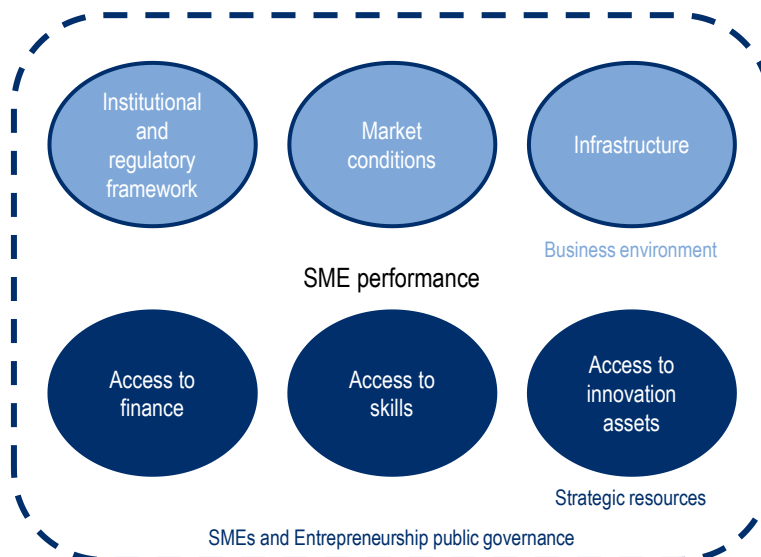 Institutional
and
regulatory
framework
Market
conditions
Infrastructure
Business environment
SME performance
Access to
finance
Access to
skills
Access to
innovation
assets
Strategic resources
SMEs and Entrepreneurship public governance